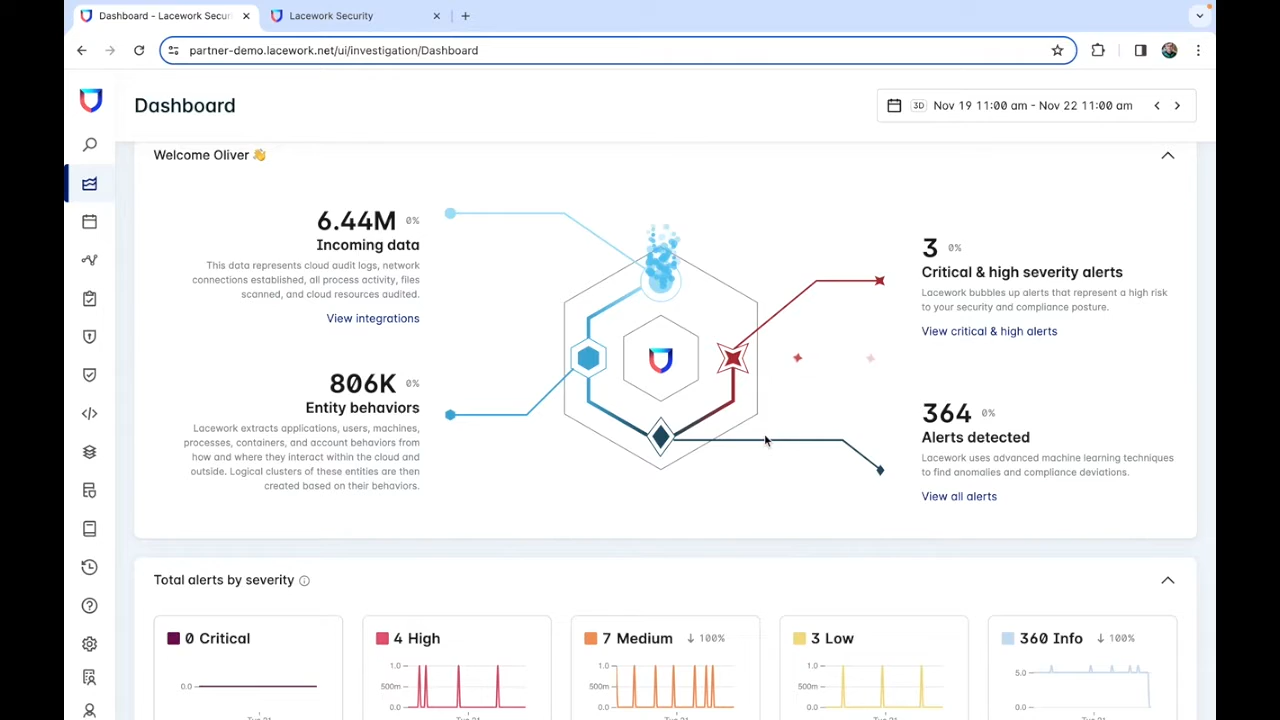 Dashboard - Lacework Securi
Lacework Security
partner-demo.lacework.net/ui/investigation/Dashboard
Dashboard
3D Nov 19 11:00 am - Nov 22 11:00 am
Welcome Oliver 👋
6.44M 0%
Incoming data
This data represents cloud audit logs, network
connections established, all process activity, files
scanned, and cloud resources audited.
View integrations
806K 0%
Entity behaviors
Lacework extracts applications, users, machines,
processes, containers, and account behaviors from
how and where they interact within the cloud and
outside. Logical clusters of these entities are then
created based on their behaviors.
3 0%
Critical & high severity alerts
Lacework bubbles up alerts that represent a high risk
to your security and compliance posture.
View critical & high alerts
364 0%
Alerts detected
Lacework uses advanced machine learning techniques
to find anomalies and compliance deviations.
View all alerts
Total alerts by severity
0 Critical
0.0
4 High
1.0
500m
0.0
7 Medium ↓ 100%
1.0
500m
0.0
3 Low
1.0
500m
0.0
360 Info ↓ 100%
5.0
0.0